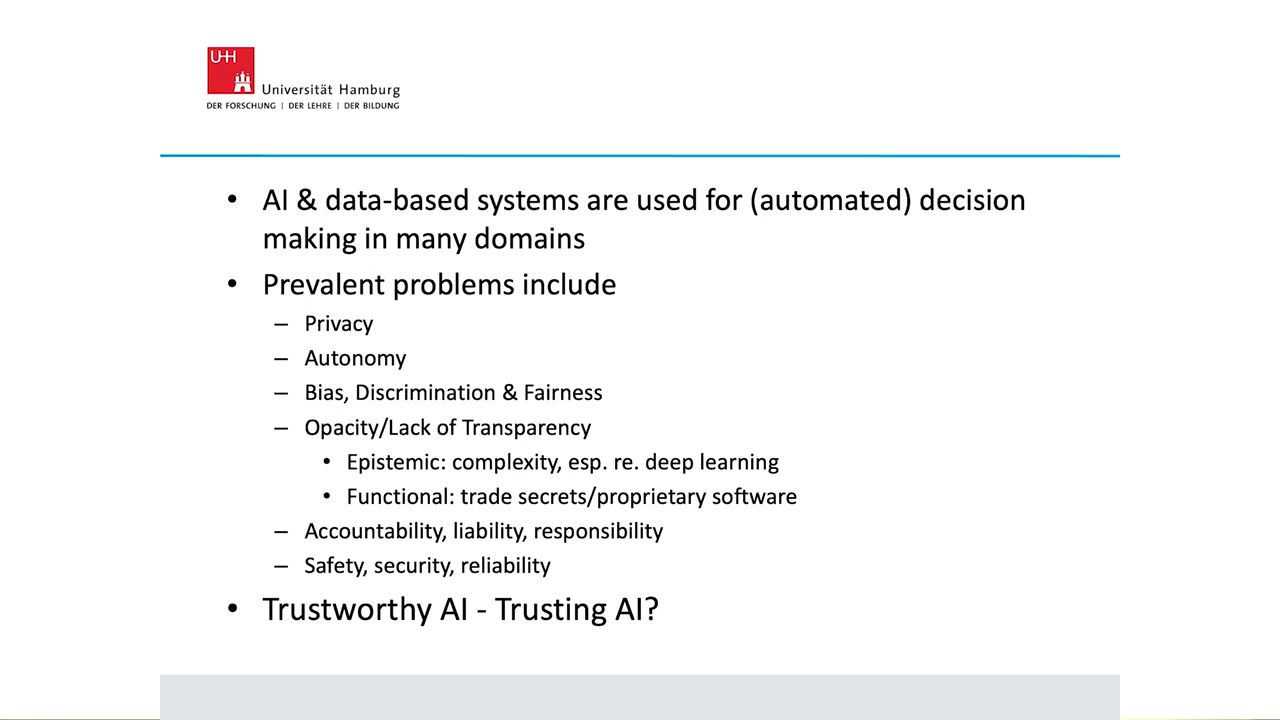 UHH
Universität Hamburg
DER FORSCHUNG | DER LEHRE | DER BILDUNG
• AI & data-based systems are used for (automated) decision
making in many domains
• Prevalent problems include
– Privacy
– Autonomy
– Bias, Discrimination & Fairness
– Opacity/Lack of Transparency
• Epistemic: complexity, esp. re. deep learning
• Functional: trade secrets/proprietary software
– Accountability, liability, responsibility
– Safety, security, reliability
• Trustworthy AI - Trusting AI?